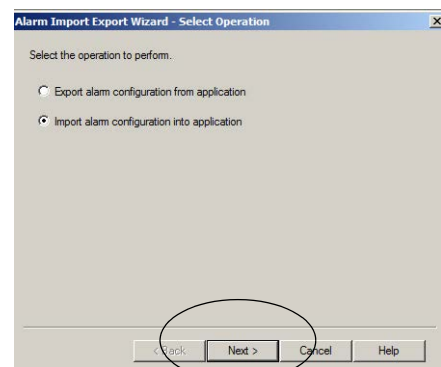 Alarm Import Export Wizard - Select Operation
Select the operation to perform.
Export alarm configuration from application
Import alarm configuration into application
< Back Next > Cancel Help